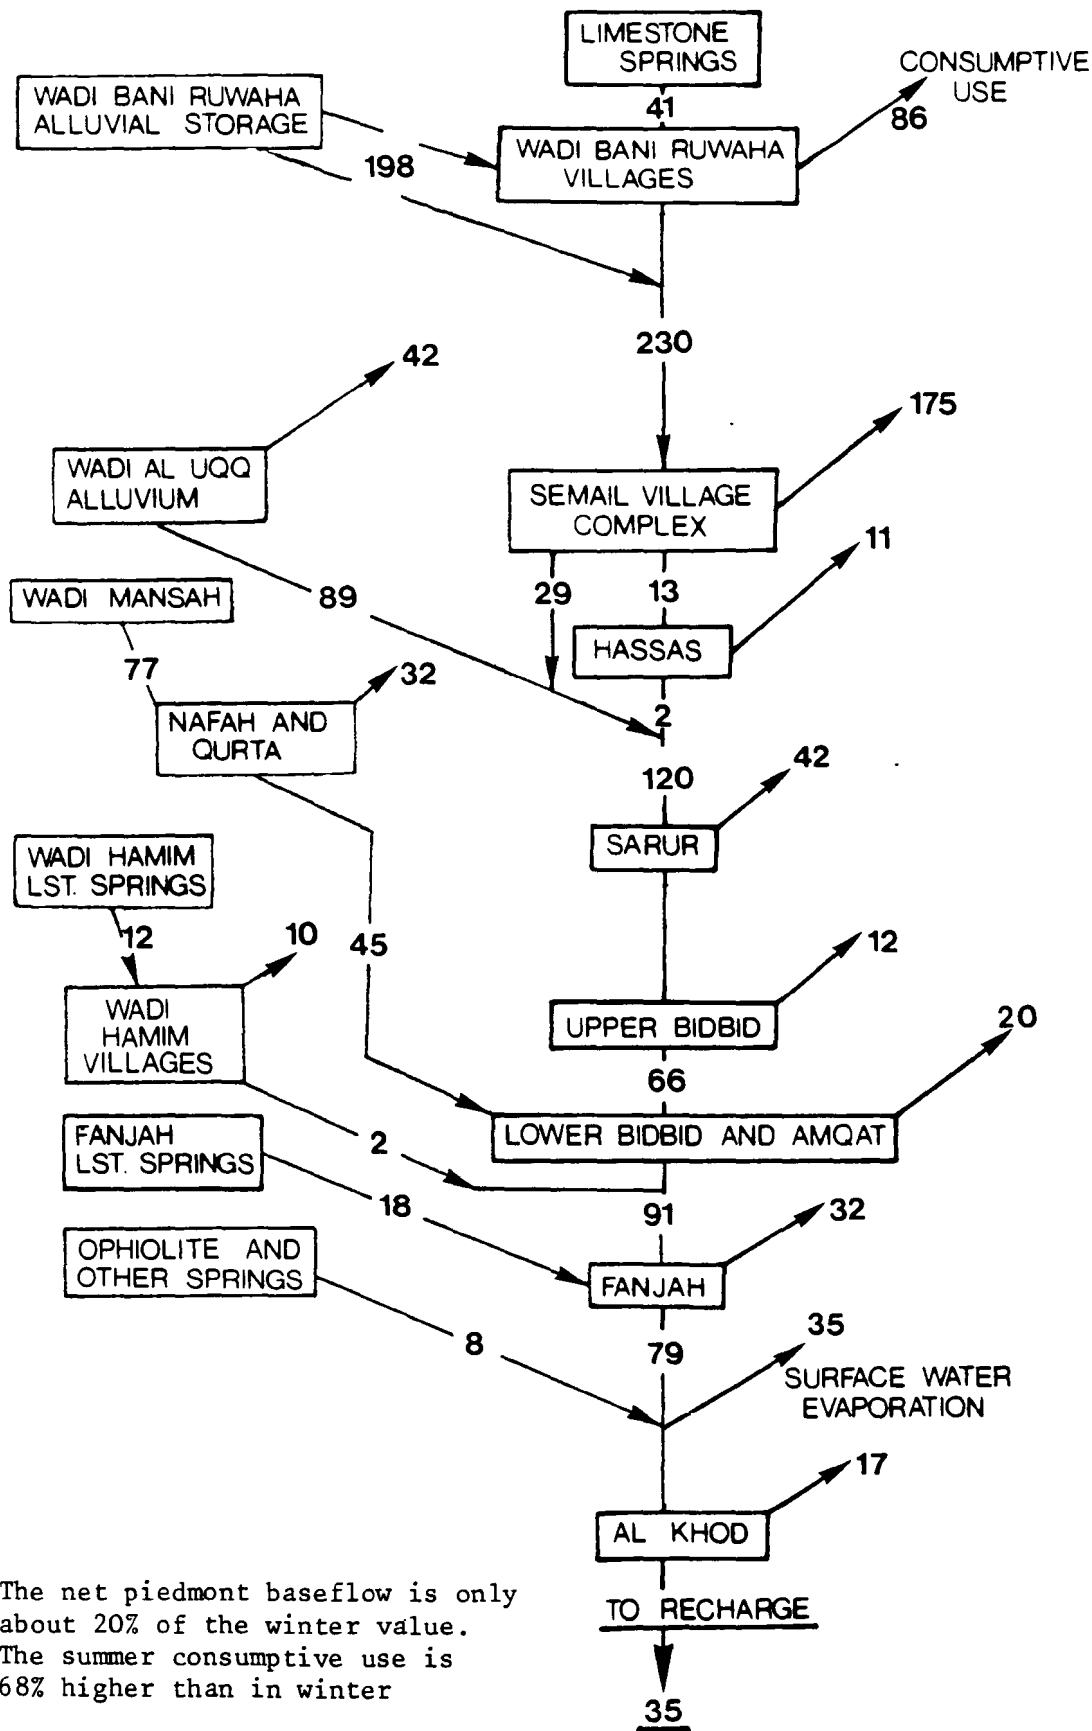 LIMESTONE
SPRINGS
CONSUMPTIVE
USE
WADI BANI RUWAHA
ALLUVIAL STORAGE
41
86
WADI BANI RUWAHA
VILLAGES
198
230
42
175
WADI AL UQQ
ALLUVIUM
SEMAIL VILLAGE
COMPLEX
11
WADI MANSAH
89
29
13
HASSAS
77
32
NAFAH AND
QURTA
2
120
42
SARUR
WADI HAMIM
LST. SPRINGS
12
10
45
12
WADI
HAMIM
VILLAGES
UPPER BIDBID
20
66
FANJAH
LST. SPRINGS
2
LOWER BIDBID AND AMQAT
18
91
32
OPHIOLITE AND
OTHER SPRINGS
FANJAH
8
79
35
SURFACE WATER
EVAPORATION
17
AL KHOD
The net piedmont baseflow is only
about 20% of the winter value.
The summer consumptive use is
68% higher than in winter
TO RECHARGE
35